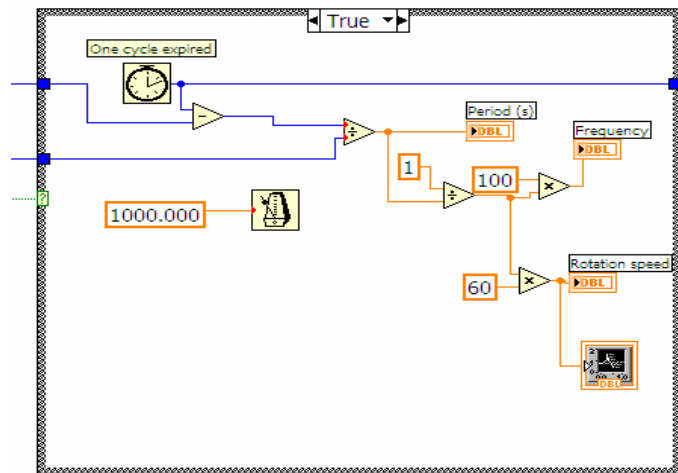 True
One cycle expired
Period (s)
DBL
Frequency
DBL
1
100
1000.000
Rotation speed
DBL
60
DBL